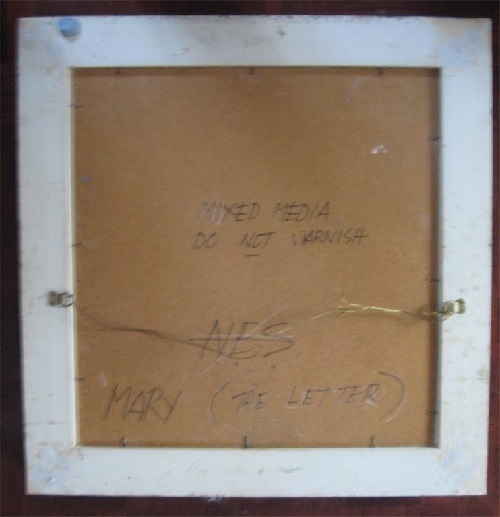 MIXED MEDIA
DO NOT VARNISH
NES
MARY (THE LETTER)